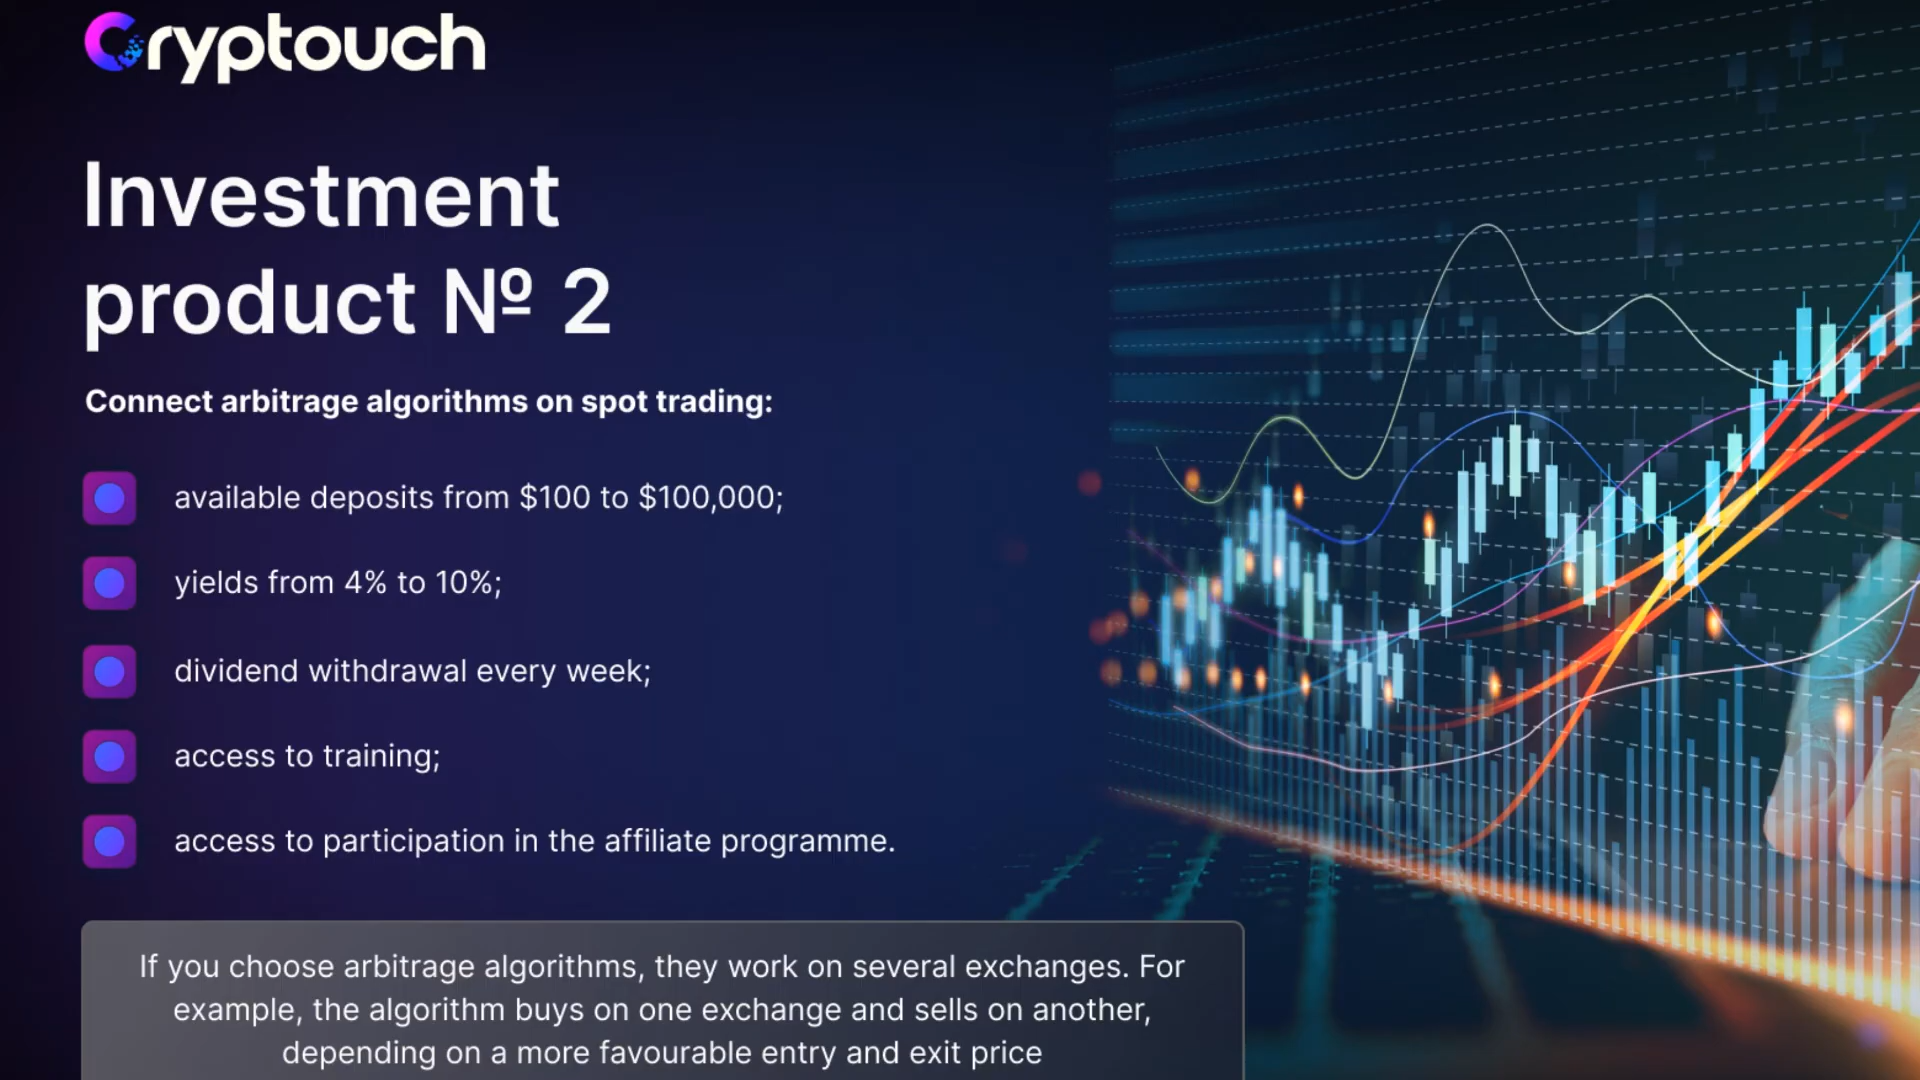 Cryptouch
Investment
product № 2
Connect arbitrage algorithms on spot trading:
available deposits from $100 to $100,000;
yields from 4% to 10%;
dividend withdrawal every week;
access to training;
access to participation in the affiliate programme.
If you choose arbitrage algorithms, they work on several exchanges. For
example, the algorithm buys on one exchange and sells on another,
depending on a more favourable entry and exit price